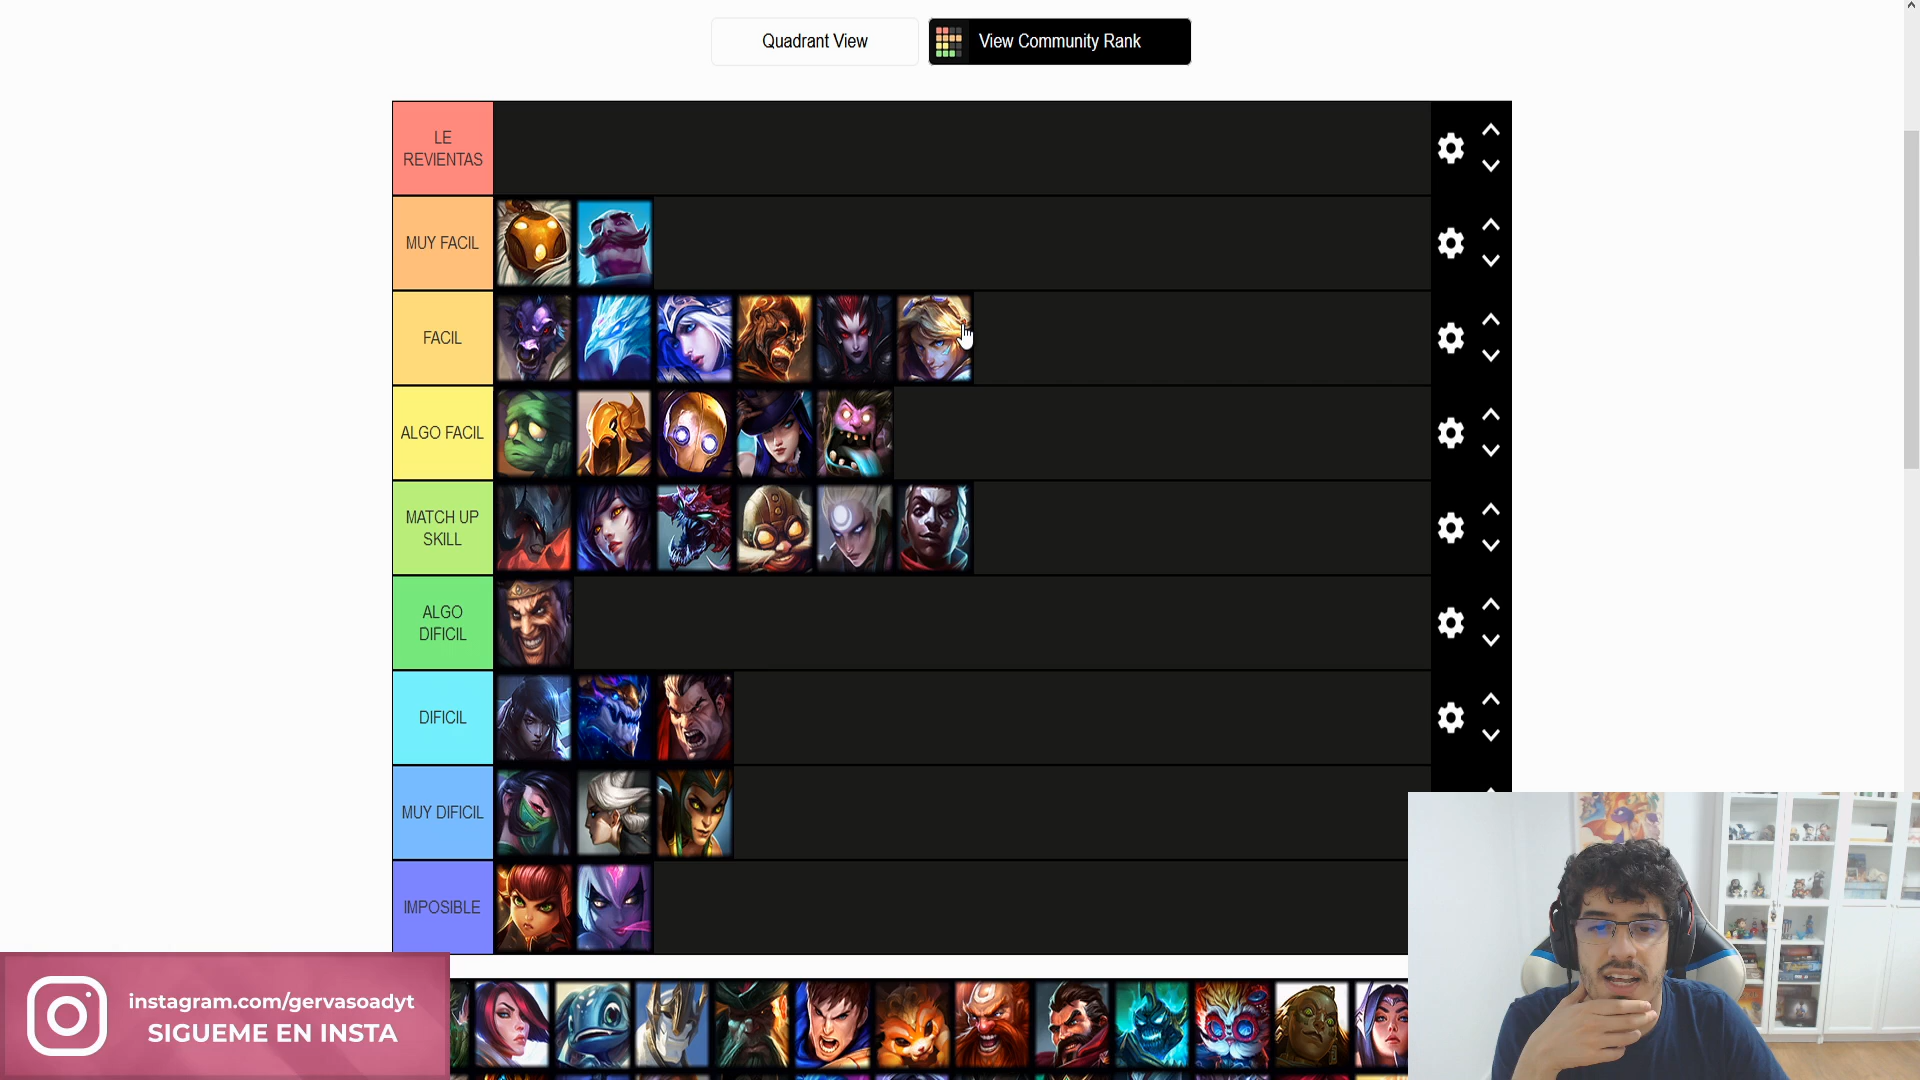 Quadrant View
View Community Rank
LE
REVIENTAS
MUY FACIL
FACIL
ALGO FACIL
MATCH UP
SKILL
ALGO
DIFICIL
DIFICIL
MUY DIFICIL
IMPOSIBLE
instagram.com/gervasoadyt
SIGUEME EN INSTA